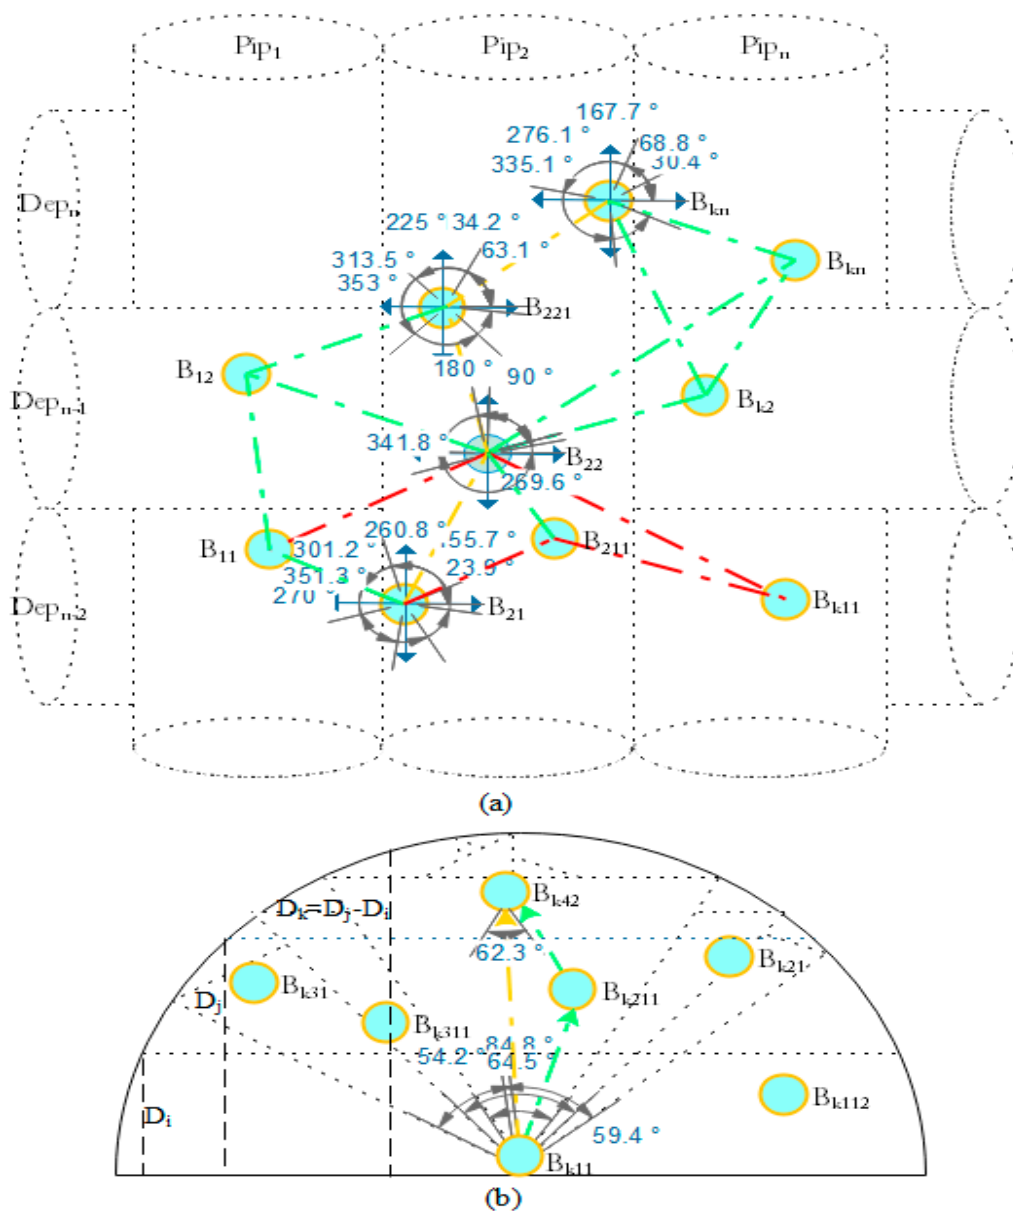 Pip₁ Pip₂ Pipₙ
167.7 °
276.1 ° 68.8 °
335.1 ° 30.4 °
Depₙ Bₖₙ
225 ° 34.2 °
63.1 °
313.5 °
353 °
Bₖₙ
B₂₂₁
180 ° 90 °
B₁₂
Depₙ₋₁ Bₖ₂
341.8 ° B₂₂
269.6 °
260.8 ° 55.7 °
B₁₁ 301.2 ° B₂₁₁
351.3 ° 23.9 °
270 °
Depₙ₋₂ B₂₁ Bₖ₁₁
(a)
Bₖ₄₂
Dₖ=Dⱼ-Dᵢ
62.3 °
Bₖ₂₁
Bₖ₃₁ Bₖ₂₁₁
Dⱼ
Bₖ₃₁₁
84.8 °
54.2 ° 64.5 °
Dᵢ Bₖ₁₁₂
59.4 °
Bₖ₁₁
(b)